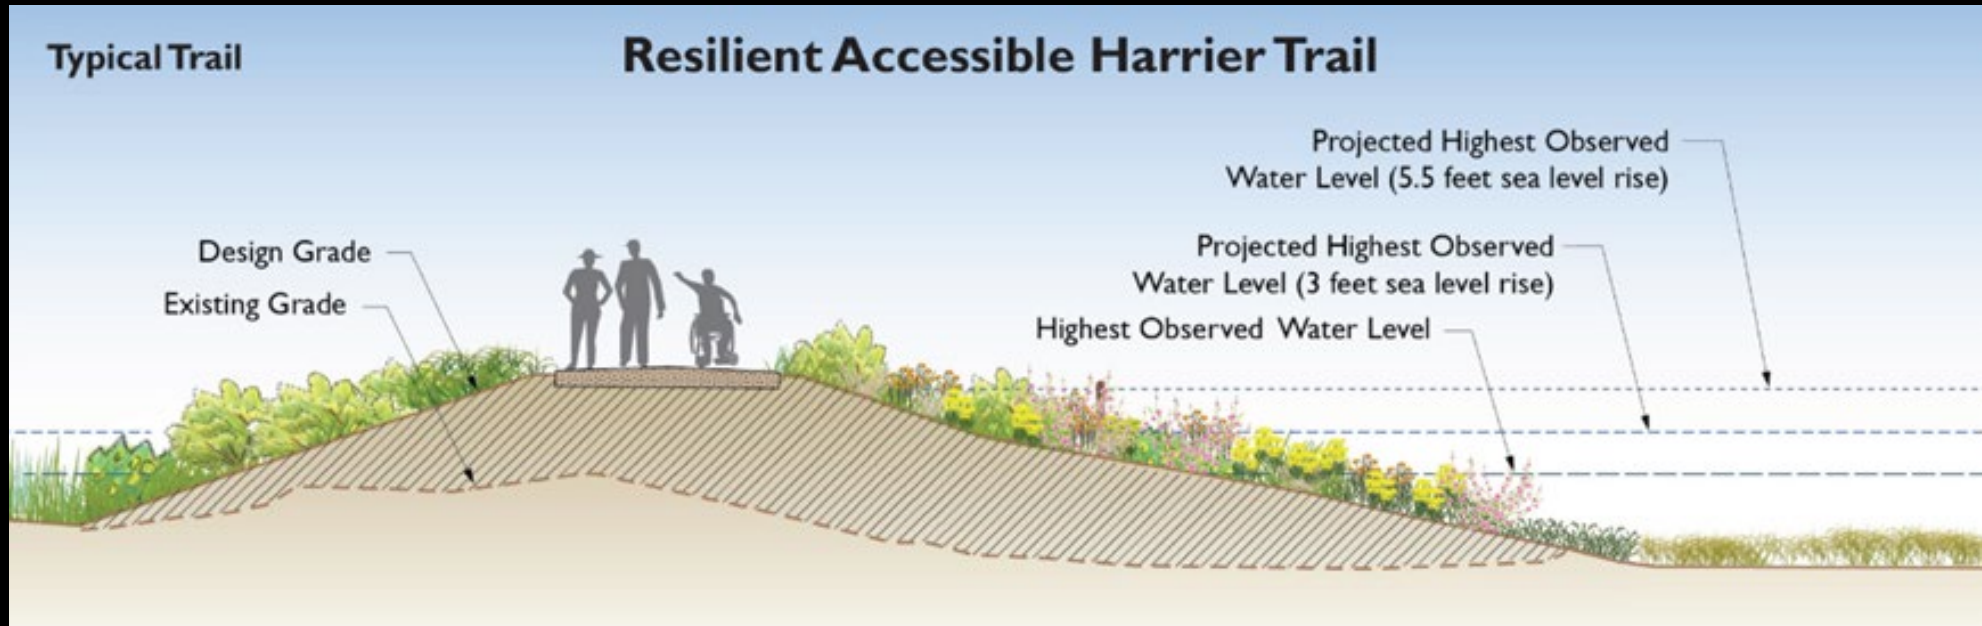 Typical Trail
Resilient Accessible Harrier Trail
Projected Highest Observed
Water Level (5.5 feet sea level rise)
Design Grade
Existing Grade
Projected Highest Observed
Water Level (3 feet sea level rise)
Highest Observed Water Level